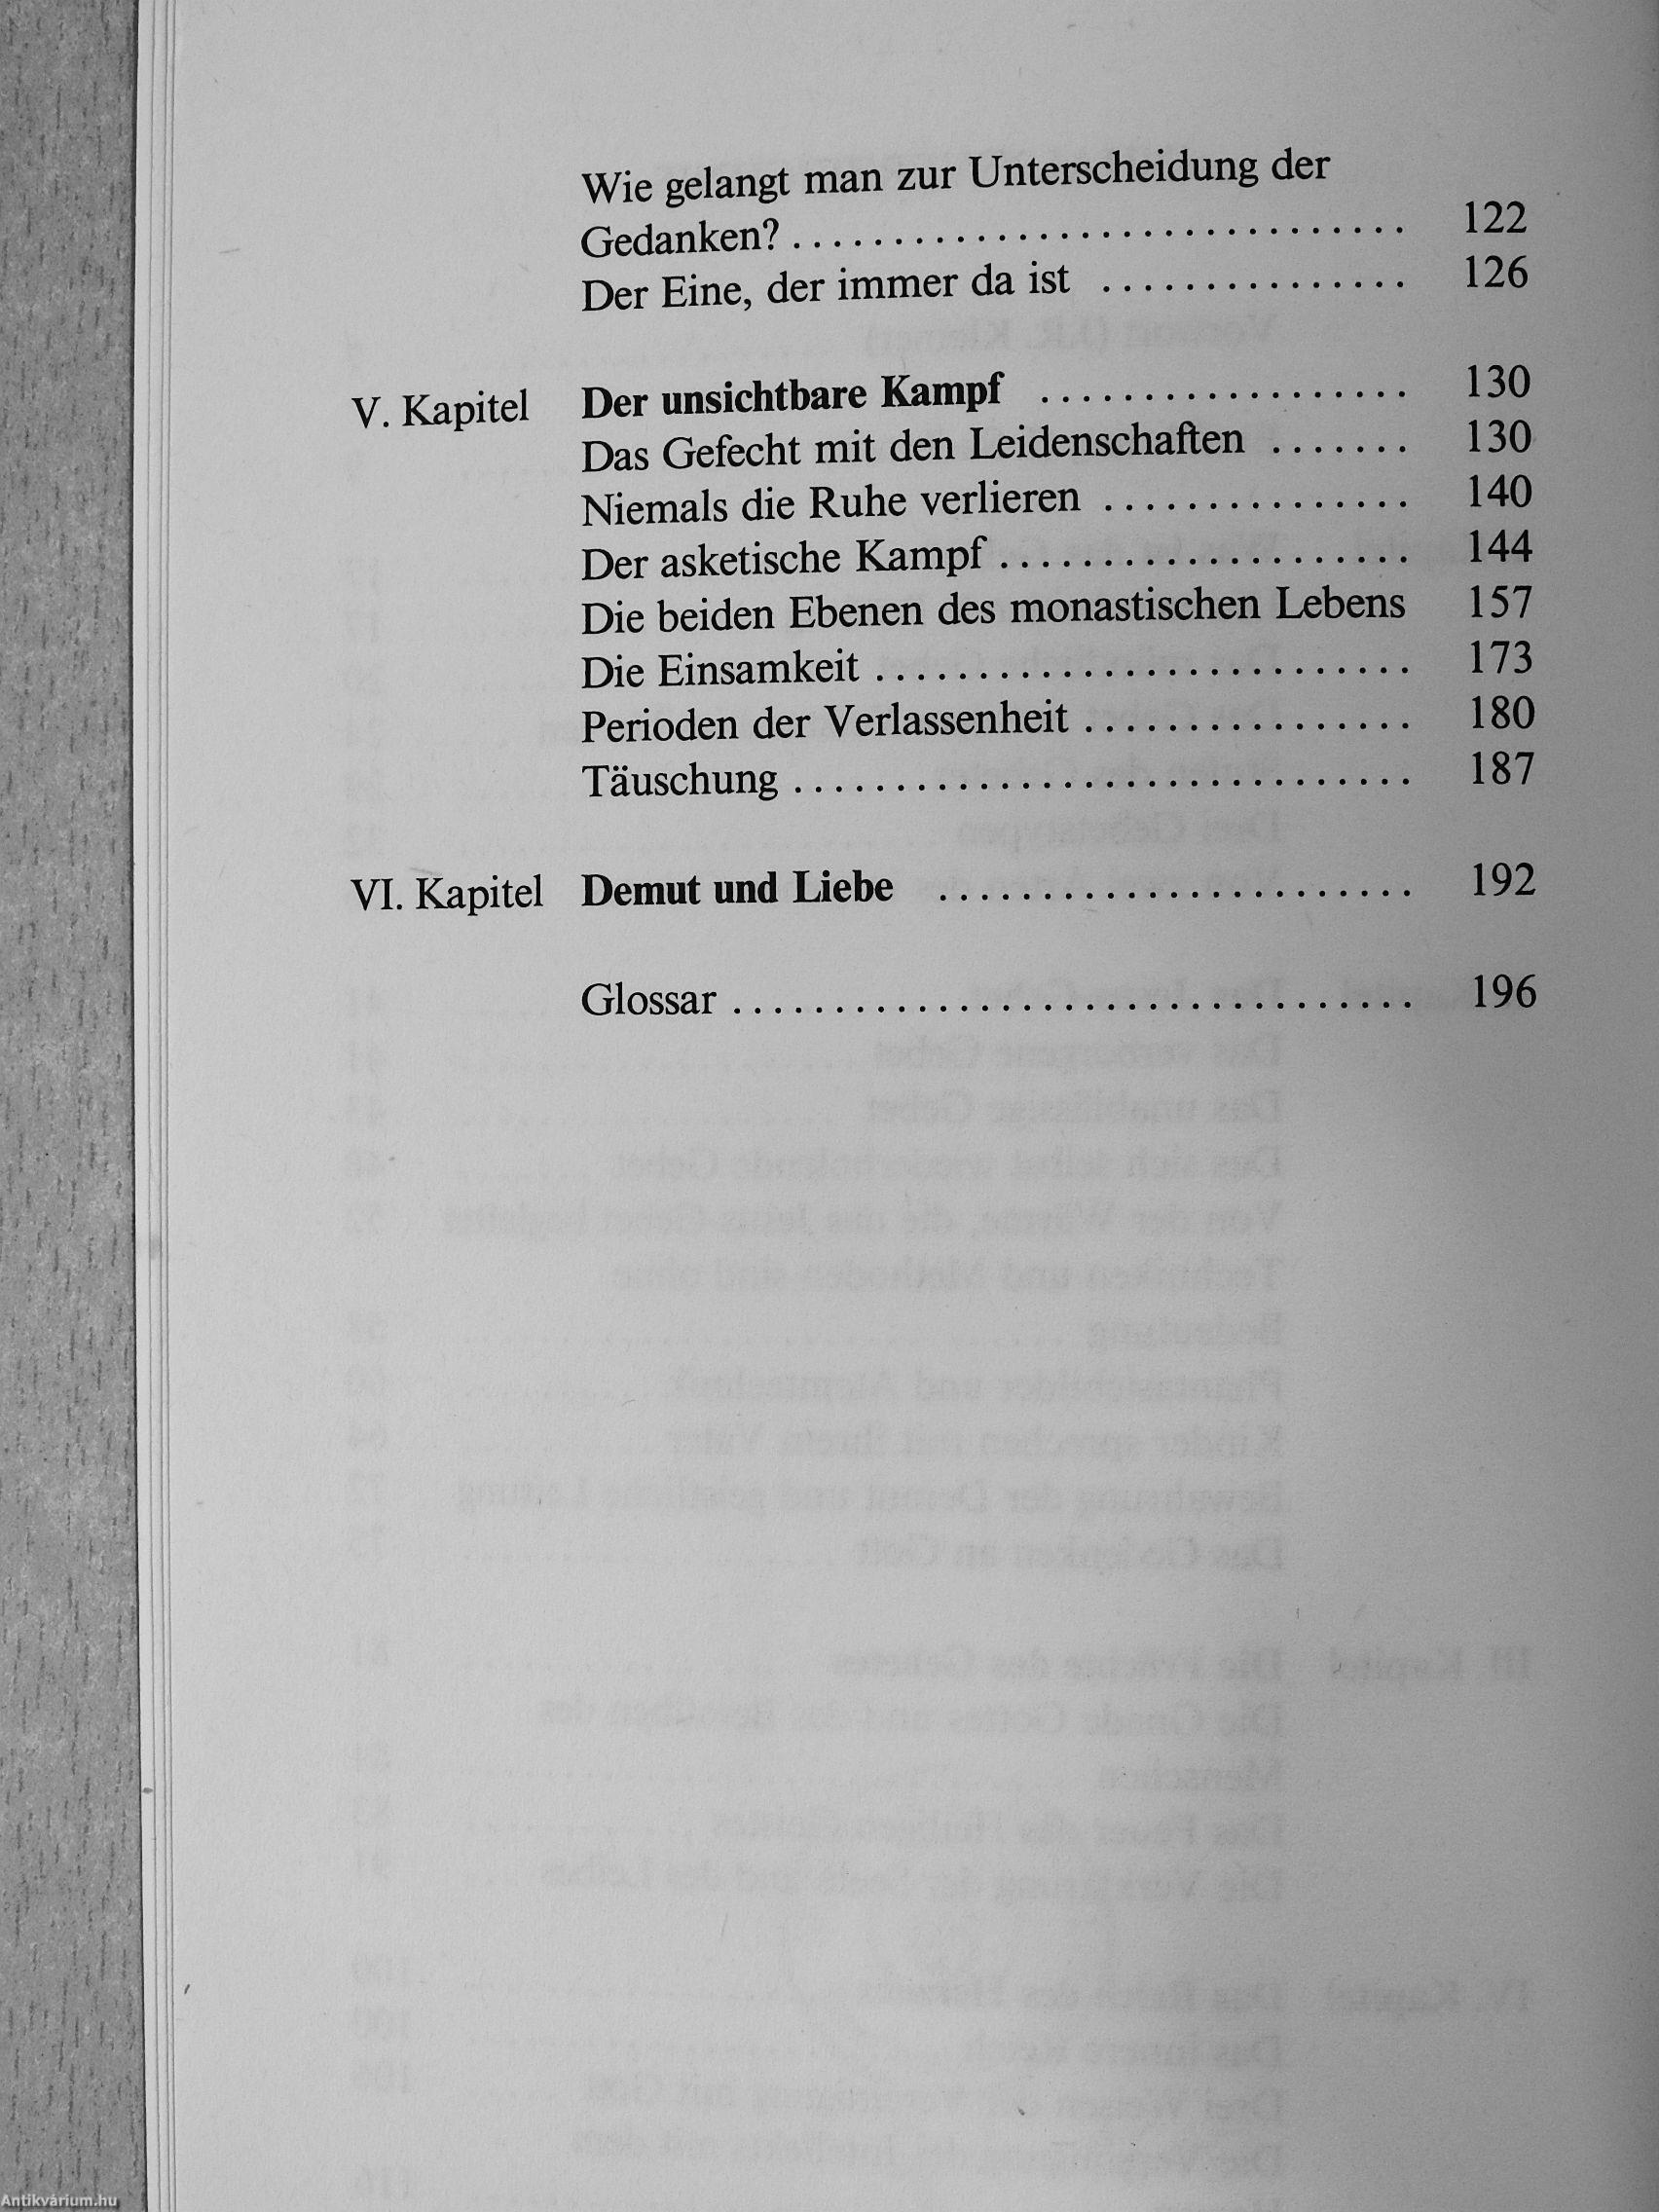 Wie gelangt man zur Unterscheidung der
Gedanken? . . . . . . . . . . . . . . . . . . . . . . . . . . . . . . 122
Der Eine, der immer da ist . . . . . . . . . . . . . . . 126
V. Kapitel Der unsichtbare Kampf . . . . . . . . . . . . . . . . . . 130
Das Gefecht mit den Leidenschaften . . . . . . . 130
Niemals die Ruhe verlieren . . . . . . . . . . . . . . . 140
Der asketische Kampf . . . . . . . . . . . . . . . . . . . . 144
Die beiden Ebenen des monastischen Lebens 157
Die Einsamkeit . . . . . . . . . . . . . . . . . . . . . . . . . . 173
Perioden der Verlassenheit . . . . . . . . . . . . . . . . 180
Täuschung . . . . . . . . . . . . . . . . . . . . . . . . . . . . . . 187
VI. Kapitel Demut und Liebe . . . . . . . . . . . . . . . . . . . . . . . 192
Glossar . . . . . . . . . . . . . . . . . . . . . . . . . . . . . . . . . 196
Antikvárium.hu